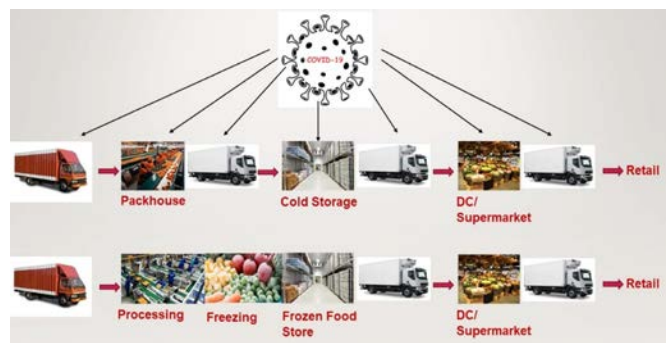 COVID-19
Retail
Packhouse
Cold Storage
DC/
Supermarket
Retail
Processing
Freezing
Frozen Food
Store
DC/
Supermarket